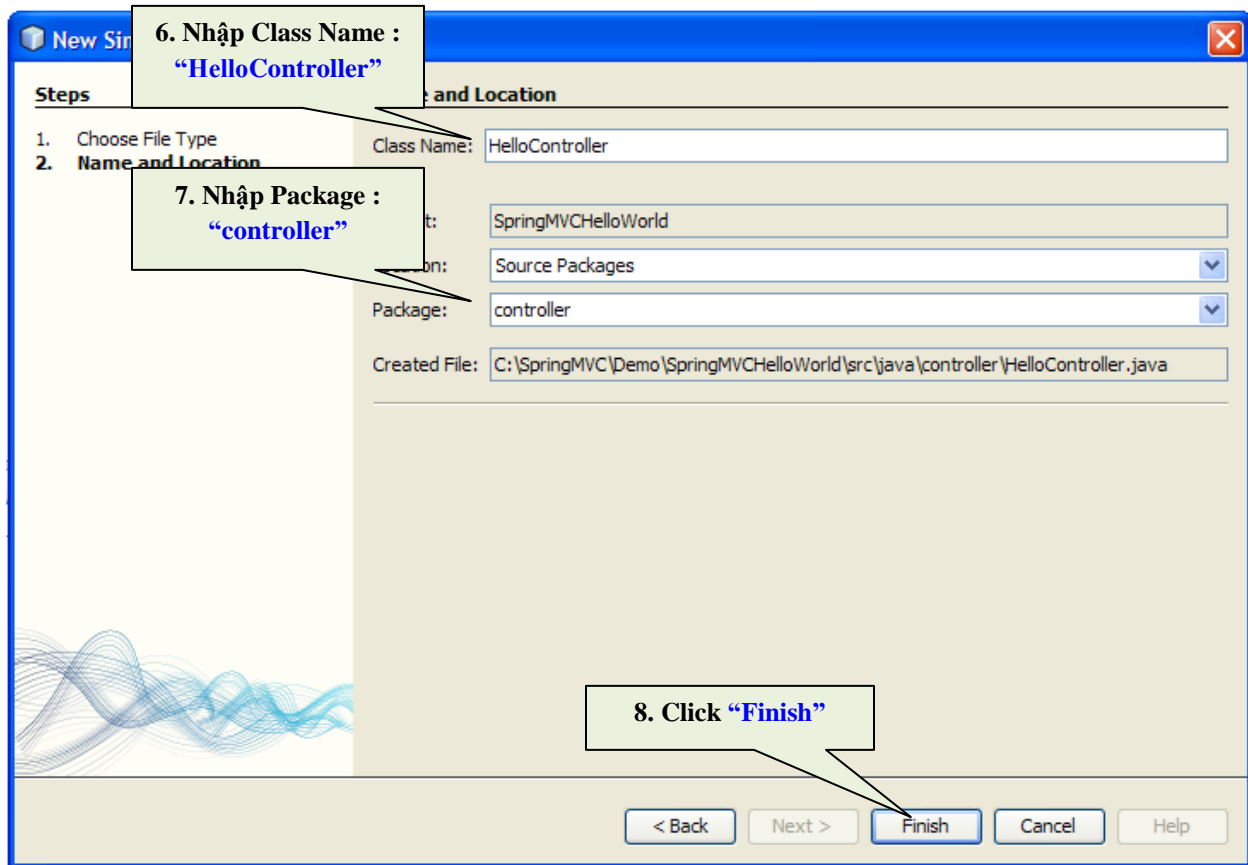 New Sir
6. Nhập Class Name :
“HelloController”
Steps
and Location
1. Choose File Type
2. Name and Location
Class Name: HelloController
7. Nhập Package :
“controller”
SpringMVCHelloWorld
Source Packages
Package: controller
Created File: C:\SpringMVC\Demo\SpringMVCHelloWorld\src\java\controller\HelloController.java
8. Click “Finish”
< Back Next > Finish Cancel Help